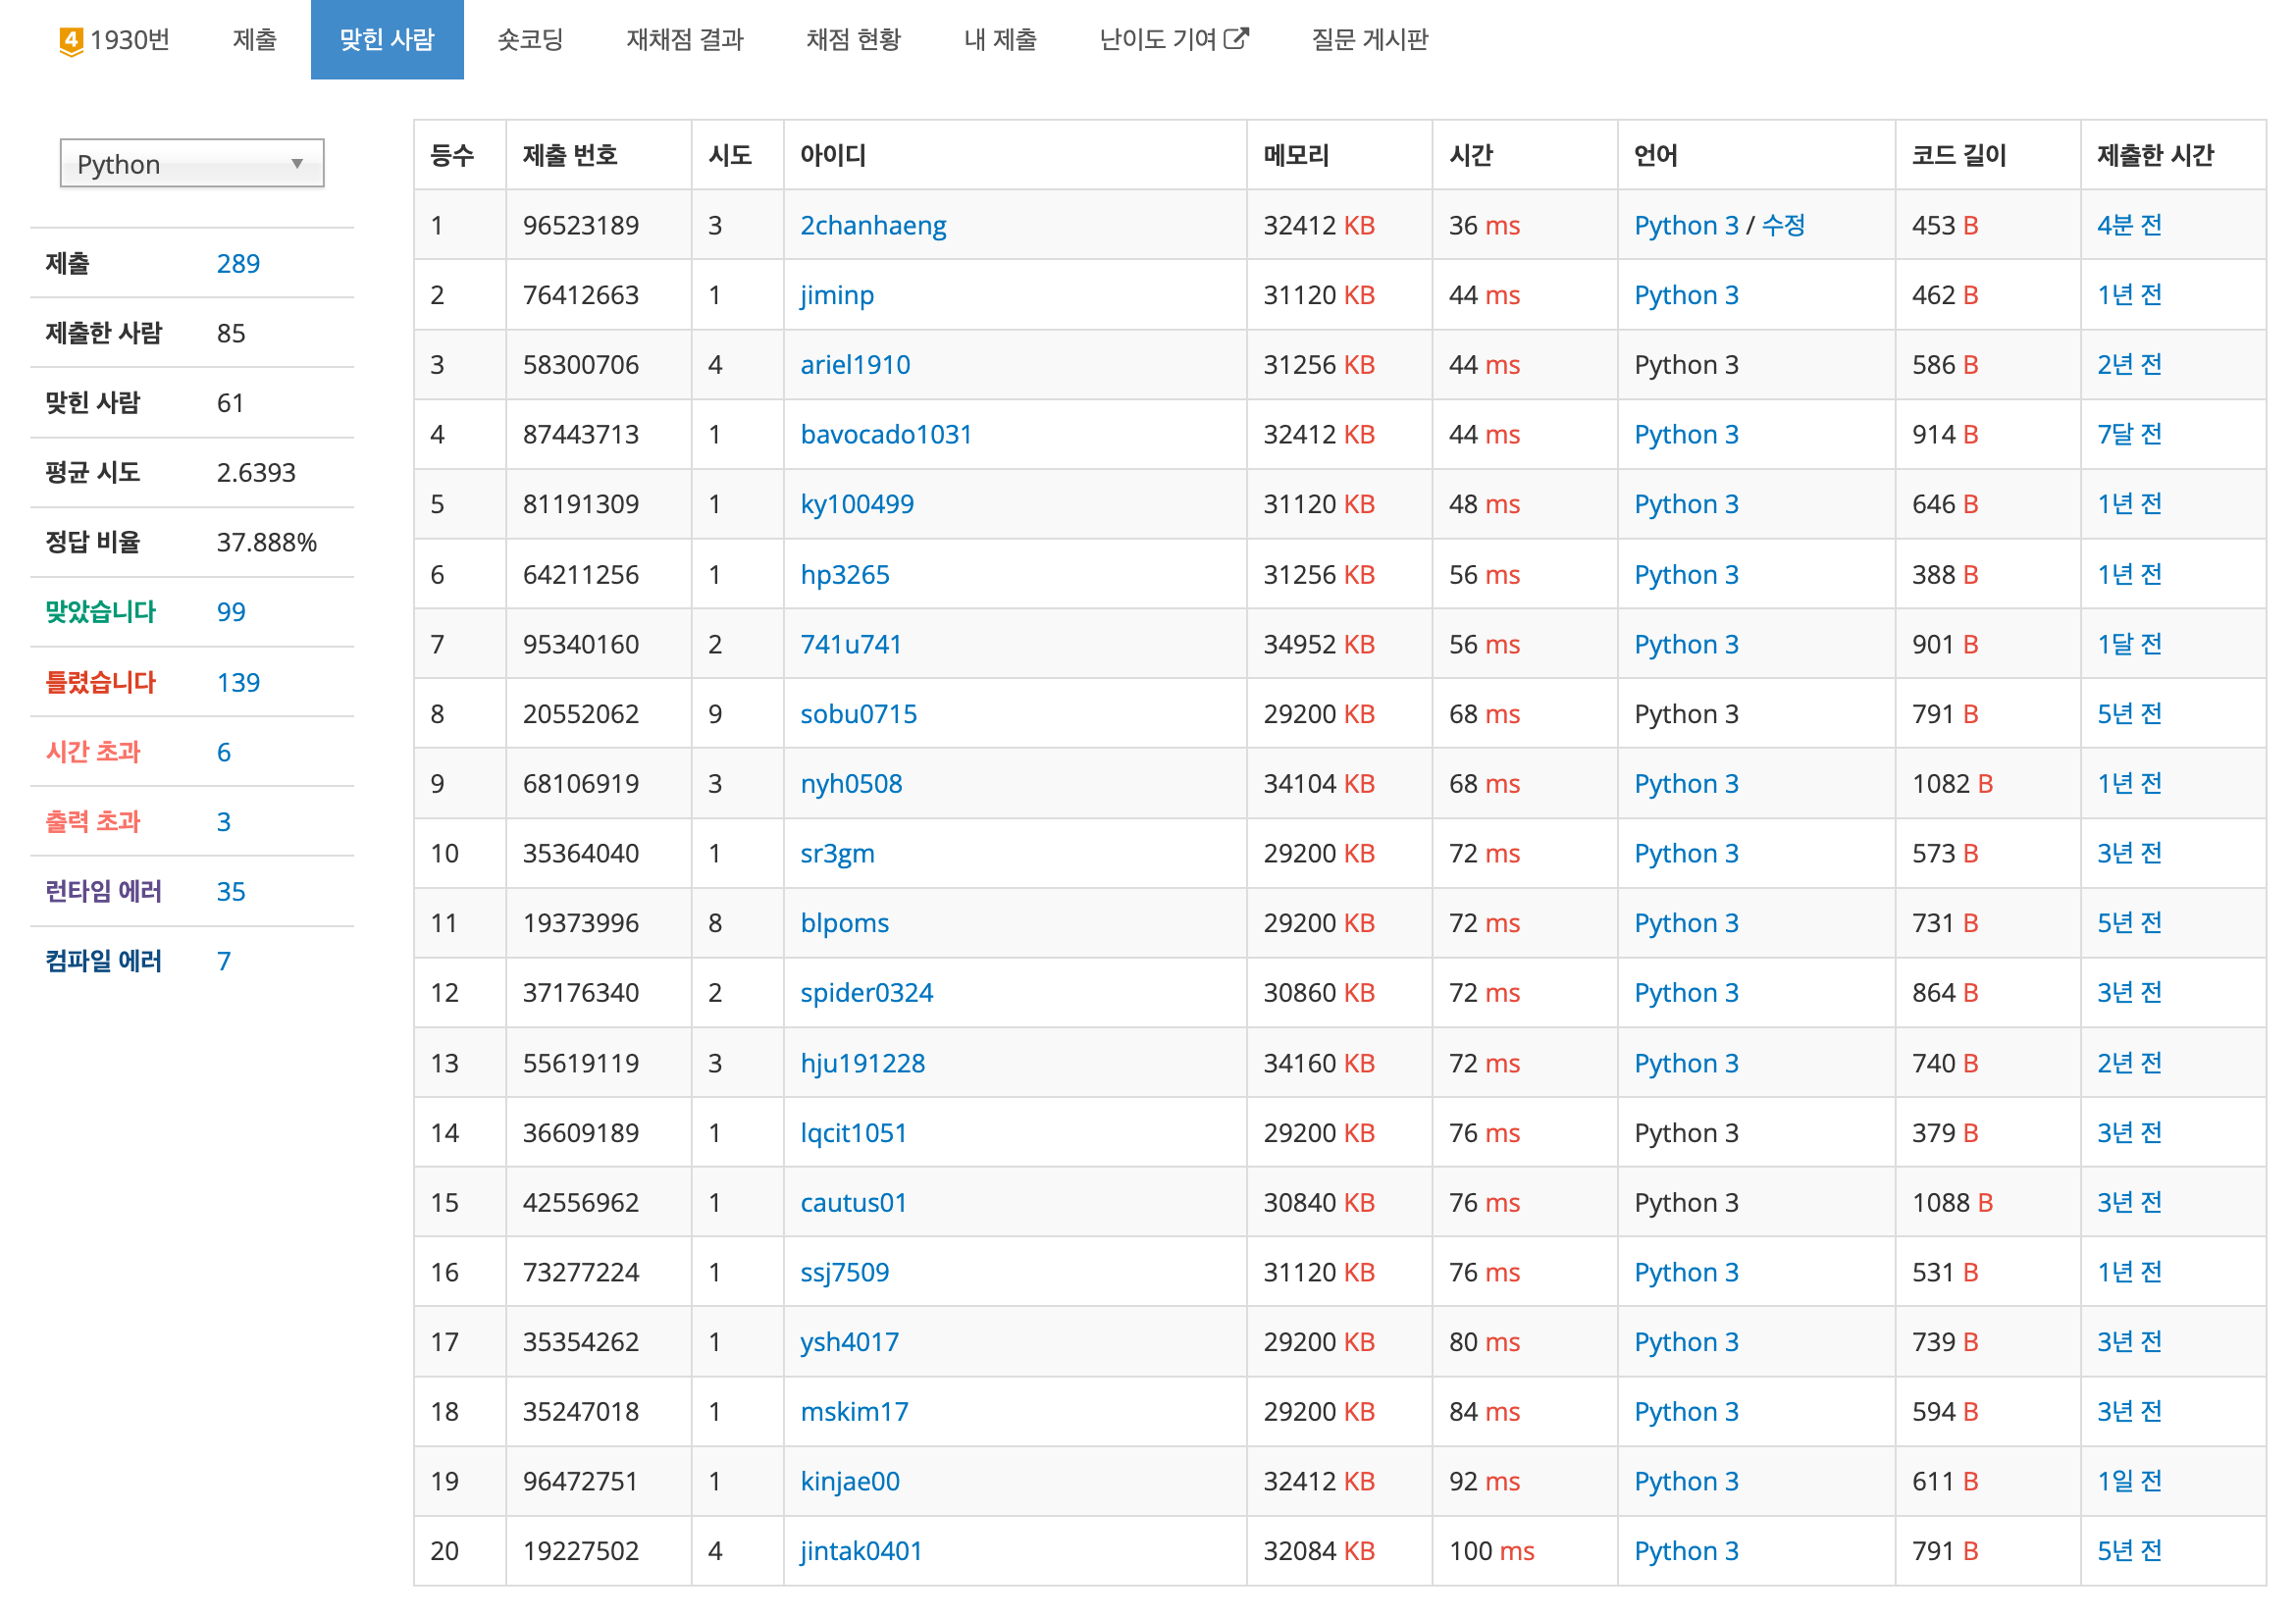 4 1930번 제출 맞힌 사람 숏코딩 재채점 결과 채점 현황 내 제출 난이도 기여 질문 게시판
Python ▼
제출 289
제출한 사람 85
맞힌 사람 61
평균 시도 2.6393
정답 비율 37.888%
맞았습니다 99
틀렸습니다 139
시간 초과 6
출력 초과 3
런타임 에러 35
컴파일 에러 7
등수 제출 번호 시도 아이디 메모리 시간 언어 코드 길이 제출한 시간
1 96523189 3 2chanhaeng 32412 KB 36 ms Python 3 / 수정 453 B 4분 전
2 76412663 1 jiminp 31120 KB 44 ms Python 3 462 B 1년 전
3 58300706 4 ariel1910 31256 KB 44 ms Python 3 586 B 2년 전
4 87443713 1 bavocado1031 32412 KB 44 ms Python 3 914 B 7달 전
5 81191309 1 ky100499 31120 KB 48 ms Python 3 646 B 1년 전
6 64211256 1 hp3265 31256 KB 56 ms Python 3 388 B 1년 전
7 95340160 2 741u741 34952 KB 56 ms Python 3 901 B 1달 전
8 20552062 9 sobu0715 29200 KB 68 ms Python 3 791 B 5년 전
9 68106919 3 nyh0508 34104 KB 68 ms Python 3 1082 B 1년 전
10 35364040 1 sr3gm 29200 KB 72 ms Python 3 573 B 3년 전
11 19373996 8 blpoms 29200 KB 72 ms Python 3 731 B 5년 전
12 37176340 2 spider0324 30860 KB 72 ms Python 3 864 B 3년 전
13 55619119 3 hju191228 34160 KB 72 ms Python 3 740 B 2년 전
14 36609189 1 lqcit1051 29200 KB 76 ms Python 3 379 B 3년 전
15 42556962 1 cautus01 30840 KB 76 ms Python 3 1088 B 3년 전
16 73277224 1 ssj7509 31120 KB 76 ms Python 3 531 B 1년 전
17 35354262 1 ysh4017 29200 KB 80 ms Python 3 739 B 3년 전
18 35247018 1 mskim17 29200 KB 84 ms Python 3 594 B 3년 전
19 96472751 1 kinjae00 32412 KB 92 ms Python 3 611 B 1일 전
20 19227502 4 jintak0401 32084 KB 100 ms Python 3 791 B 5년 전